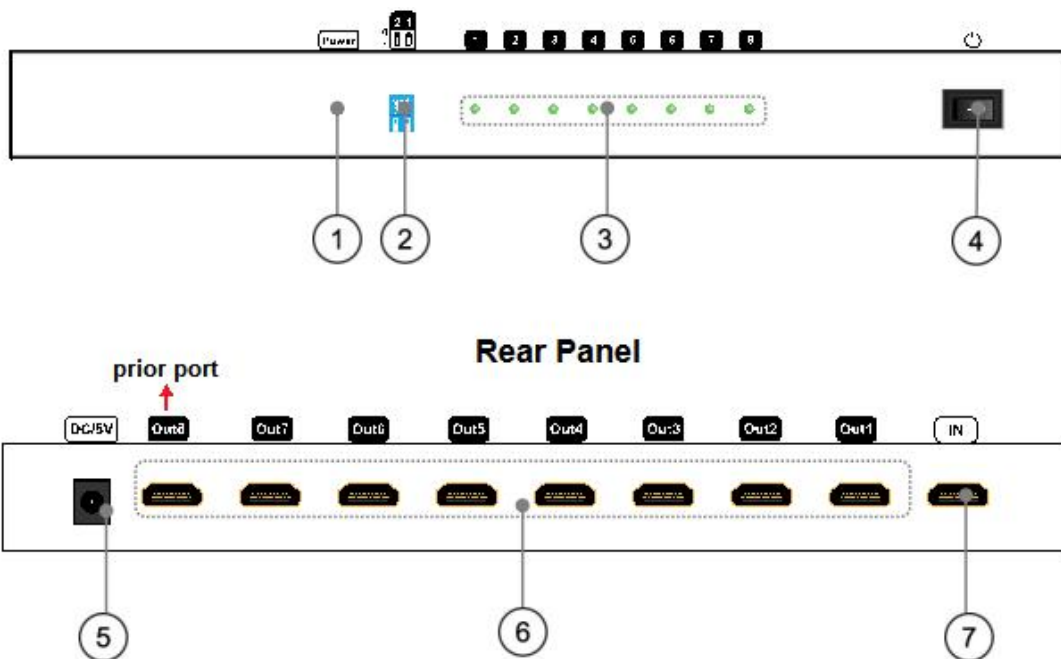 2 1
Power
1 2 3 4 5 6 7 8
1 2 3 4
Rear Panel
prior port
DC/5V Out8 Out7 Out6 Out5 Out4 Out3 Out2 Out1 IN
5 6 7